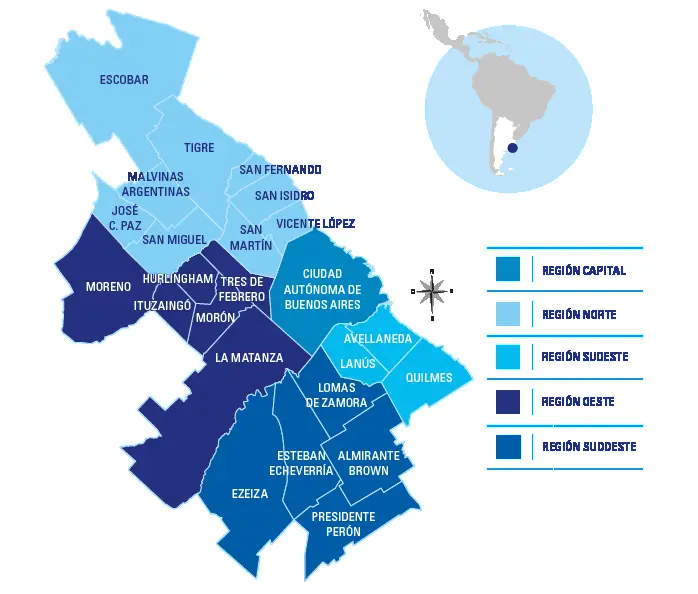 ESCOBAR
TIGRE
SAN FERNANDO
MALVINAS
ARGENTINAS
SAN ISIDRO
JOSÉ
C. PAZ
VICENTE LÓPEZ
SAN
MARTÍN
SAN MIGUEL
MORENO
HURLINGHAM
TRES DE
FEBRERO
ITUZAINGÓ
MORÓN
CIUDAD
AUTÓNOMA DE
BUENOS AIRES
LA MATANZA
AVELLANEDA
LANÚS
QUILMES
LOMAS
DE ZAMORA
ESTEBAN
ECHEVERRÍA
ALMIRANTE
BROWN
EZEIZA
PRESIDENTE
PERÓN
REGIÓN CAPITAL
REGIÓN NORTE
REGIÓN SUDESTE
REGIÓN OESTE
REGIÓN SUDOESTE